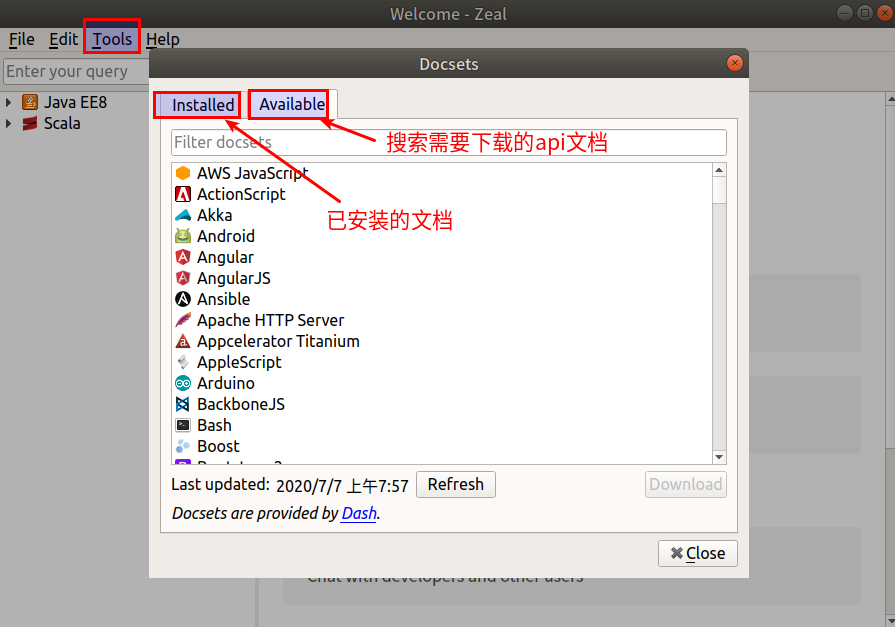 Welcome - Zeal
File Edit Tools Help
Enter your query
Docsets
Java EE8
Scala
Installed Available
Filter docsets
搜索需要下载的api文档
已安装的文档
AWS JavaScript
ActionScript
Akka
Android
Angular
AngularJS
Ansible
Apache HTTP Server
Appcelerator Titanium
AppleScript
Arduino
BackboneJS
Bash
Boost
Last updated: 2020/7/7 上午7:57 Refresh Download
Docsets are provided by Dash.
Close
Chat with developers and other users